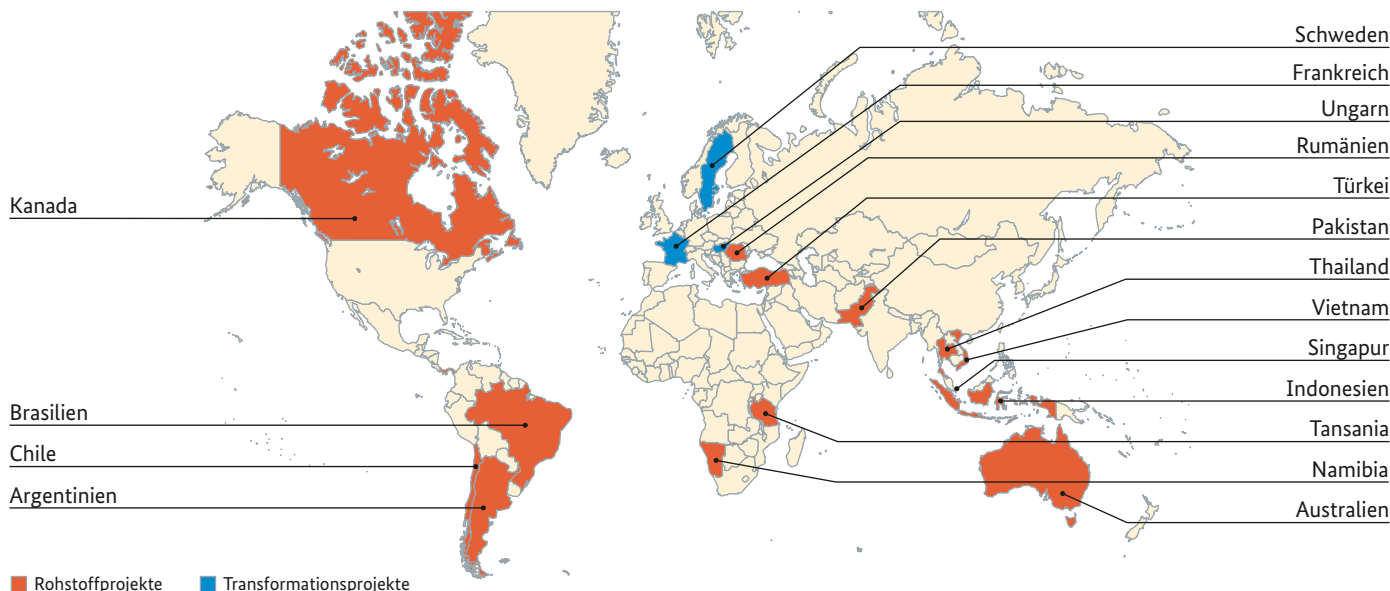 Schweden
Frankreich
Ungarn
Rumänien
Türkei
Pakistan
Thailand
Vietnam
Singapur
Indonesien
Tansania
Namibia
Australien
Kanada
Brasilien
Chile
Argentinien
Rohstoffprojekte
Transformationsprojekte